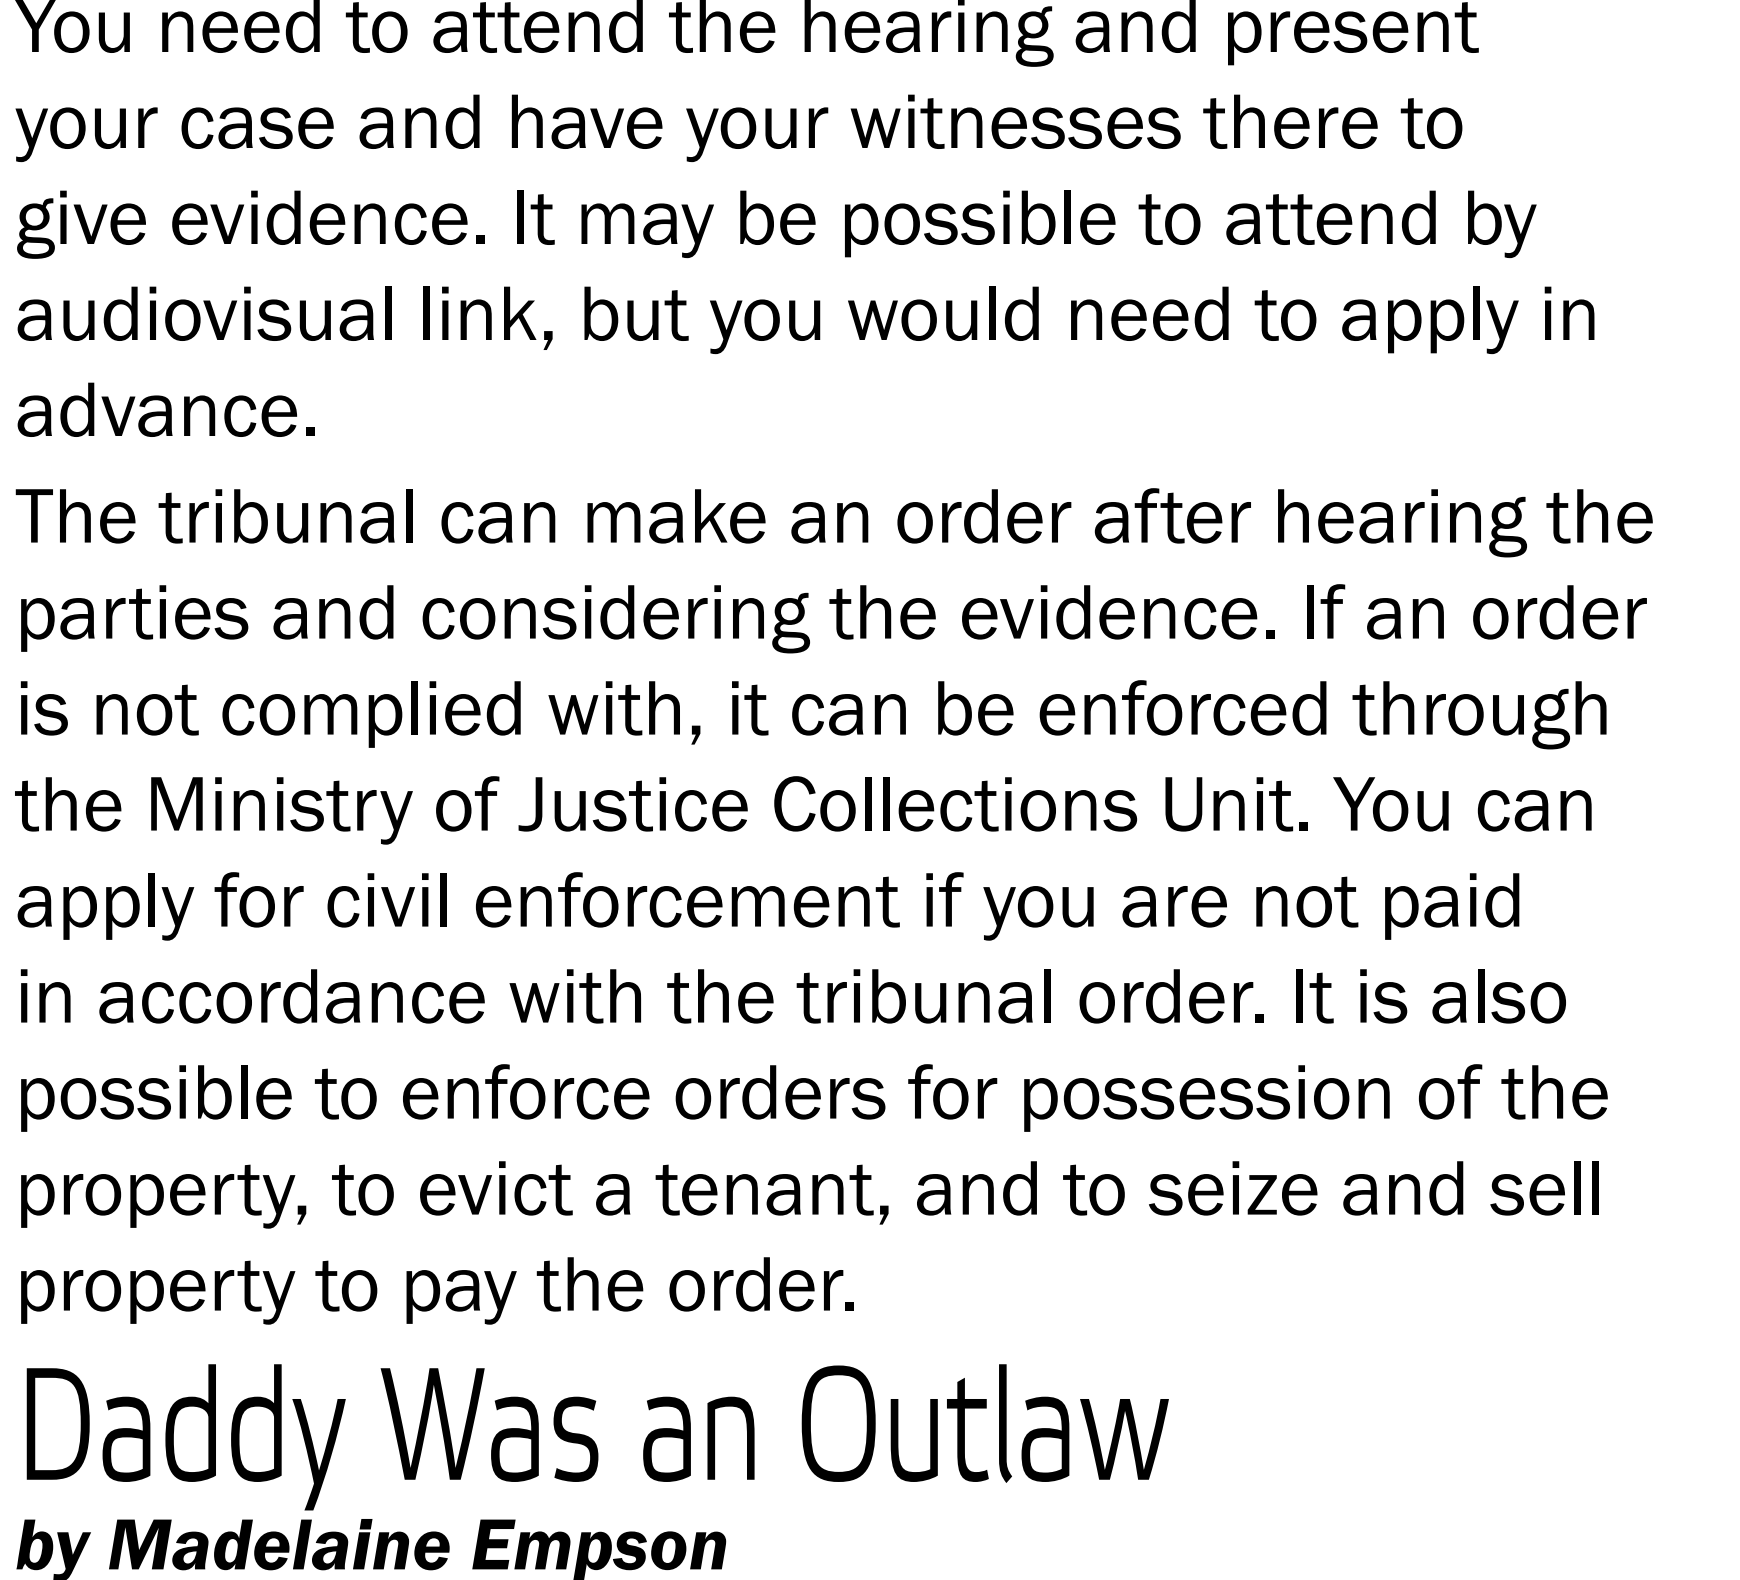 You need to attend the hearing and present
your case and have your witnesses there to
give evidence. It may be possible to attend by
audiovisual link, but you would need to apply in
advance.
The tribunal can make an order after hearing the
parties and considering the evidence. If an order
is not complied with, it can be enforced through
the Ministry of Justice Collections Unit. You can
apply for civil enforcement if you are not paid
in accordance with the tribunal order. It is also
possible to enforce orders for possession of the
property, to evict a tenant, and to seize and sell
property to pay the order.
Daddy Was an Outlaw
by Madelaine Empson